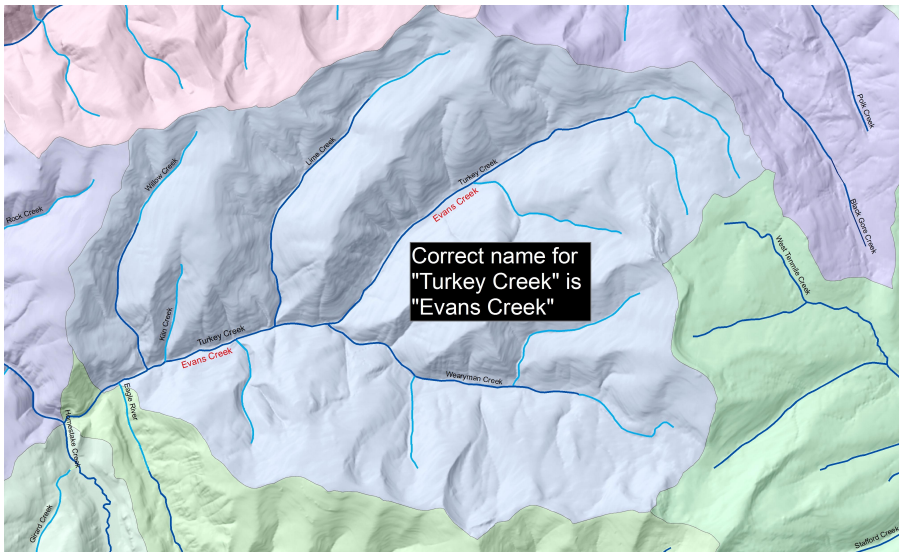 Polk Creek
Lime Creek
Willow Creek
Turkey Creek
Rock Creek
Evans Creek
Black Gore Creek
West Tenmile Creek
Correct name for
"Turkey Creek" is
"Evans Creek"
Kiln Creek
Turkey Creek
Evans Creek
Wearyman Creek
Eagle River
Homestake Creek
Girard Creek
Stafford Creek